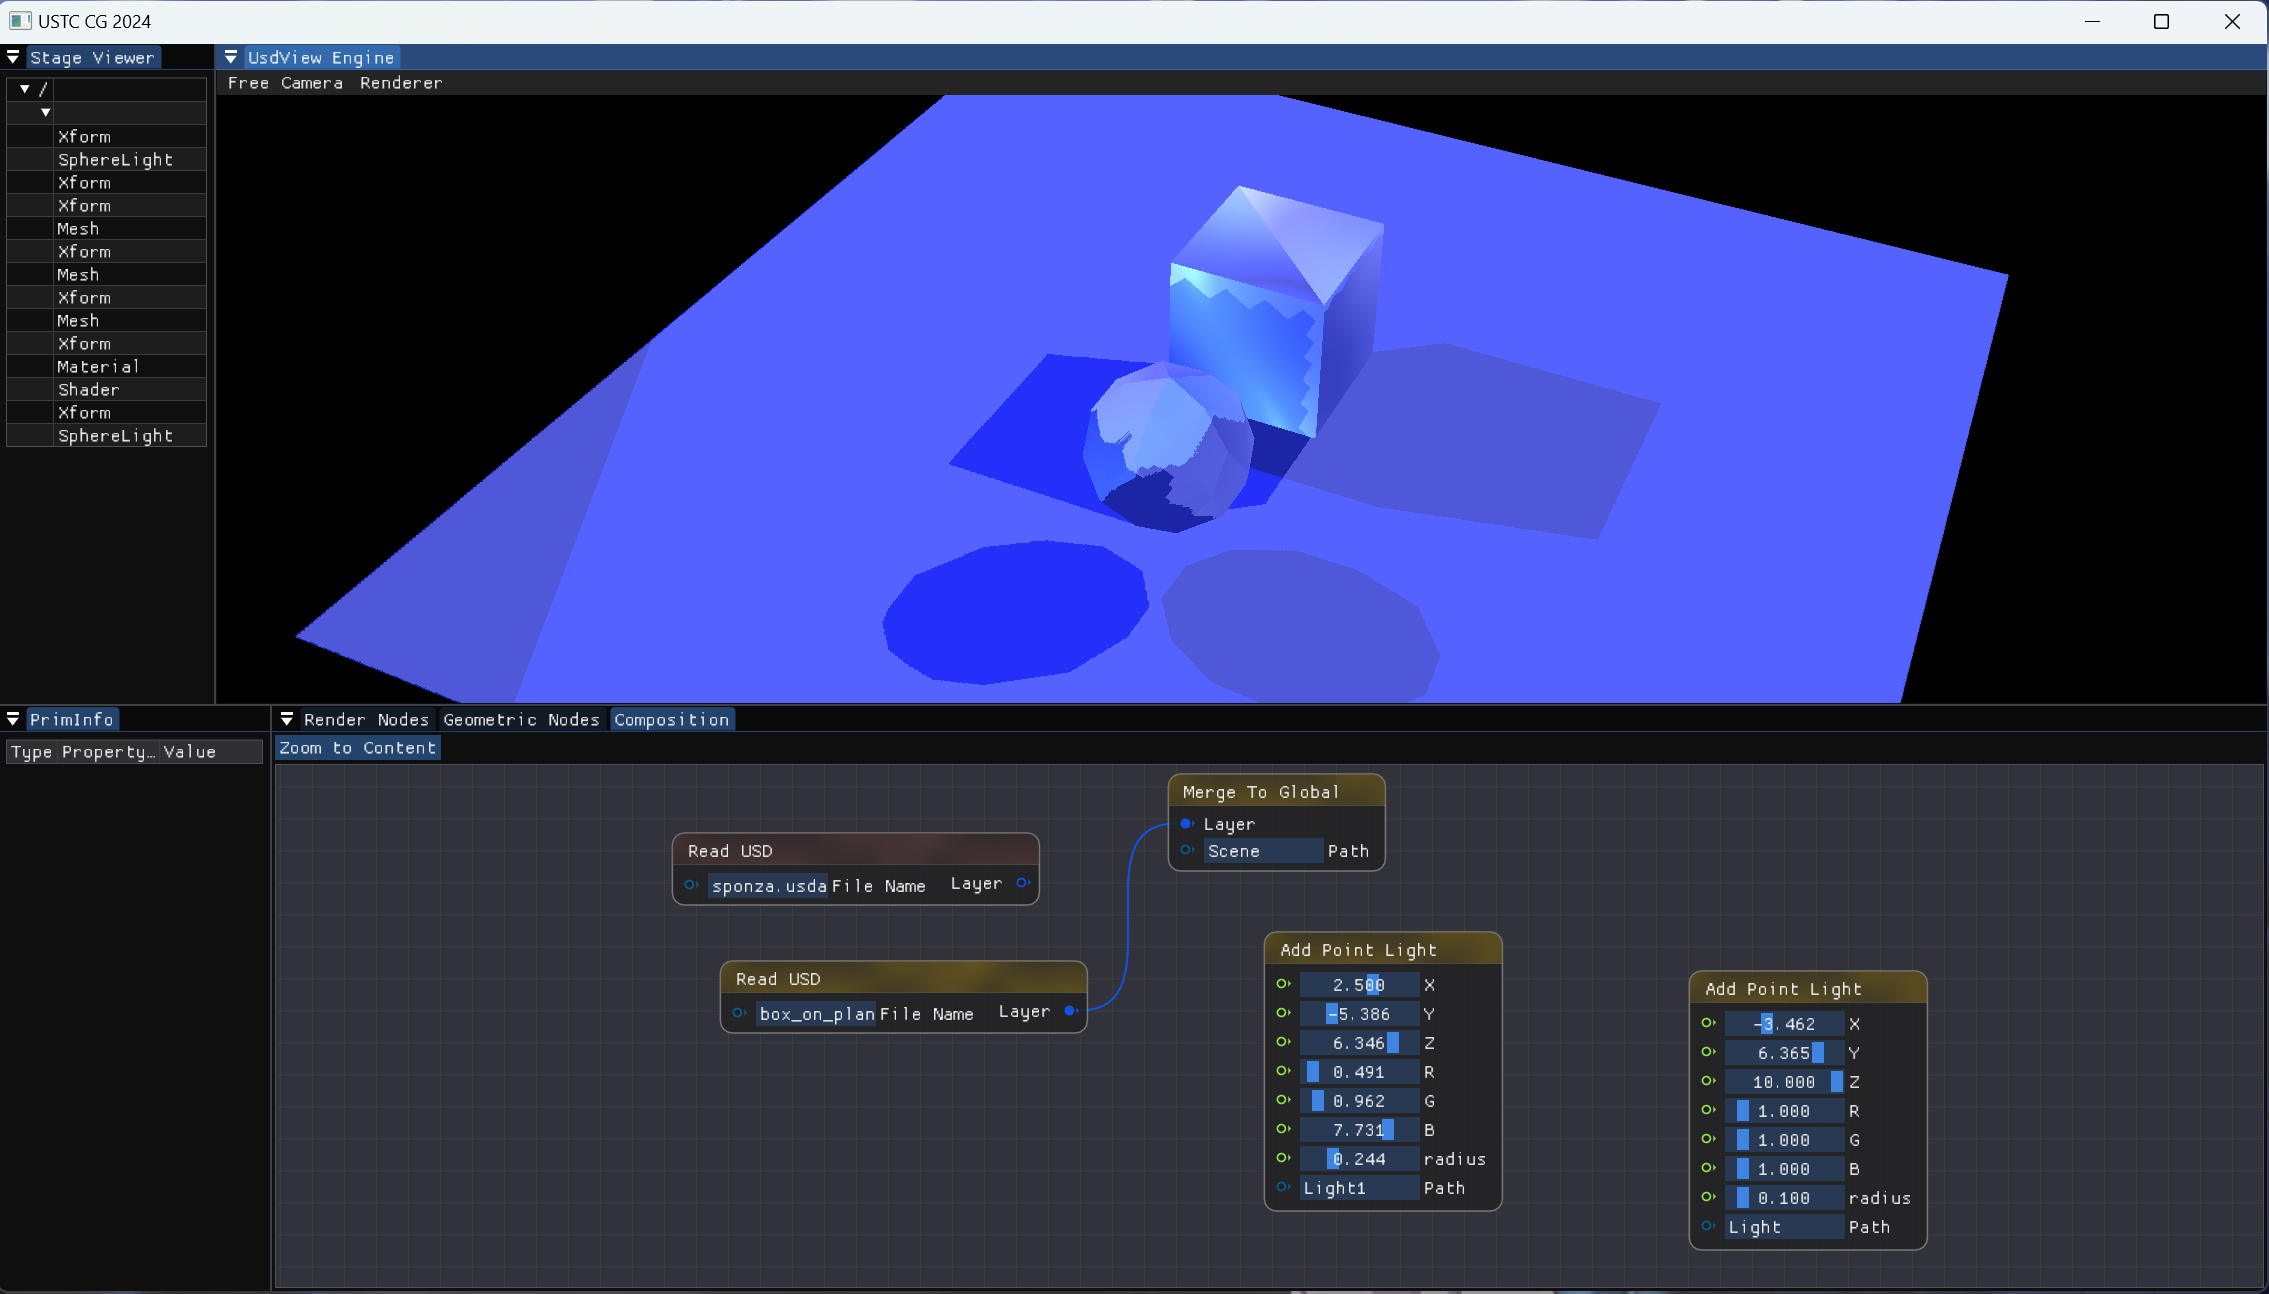 USTC CG 2024
Stage Viewer
/
Xform
SphereLight
Xform
Xform
Mesh
Xform
Mesh
Xform
Mesh
Xform
Material
Shader
Xform
SphereLight
UsdView Engine
Free Camera Renderer
PrimInfo
Type Property… Value
Render Nodes Geometric Nodes Composition
Zoom to Content
Merge To Global
Layer
Scene Path
Read USD
sponza.usda File Name Layer
Read USD
box_on_plan File Name Layer
Add Point Light
2.500 X
-5.386 Y
6.346 Z
0.491 R
0.962 G
7.731 B
0.244 radius
Light1 Path
Add Point Light
-3.462 X
6.365 Y
10.000 Z
1.000 R
1.000 G
1.000 B
0.100 radius
Light Path